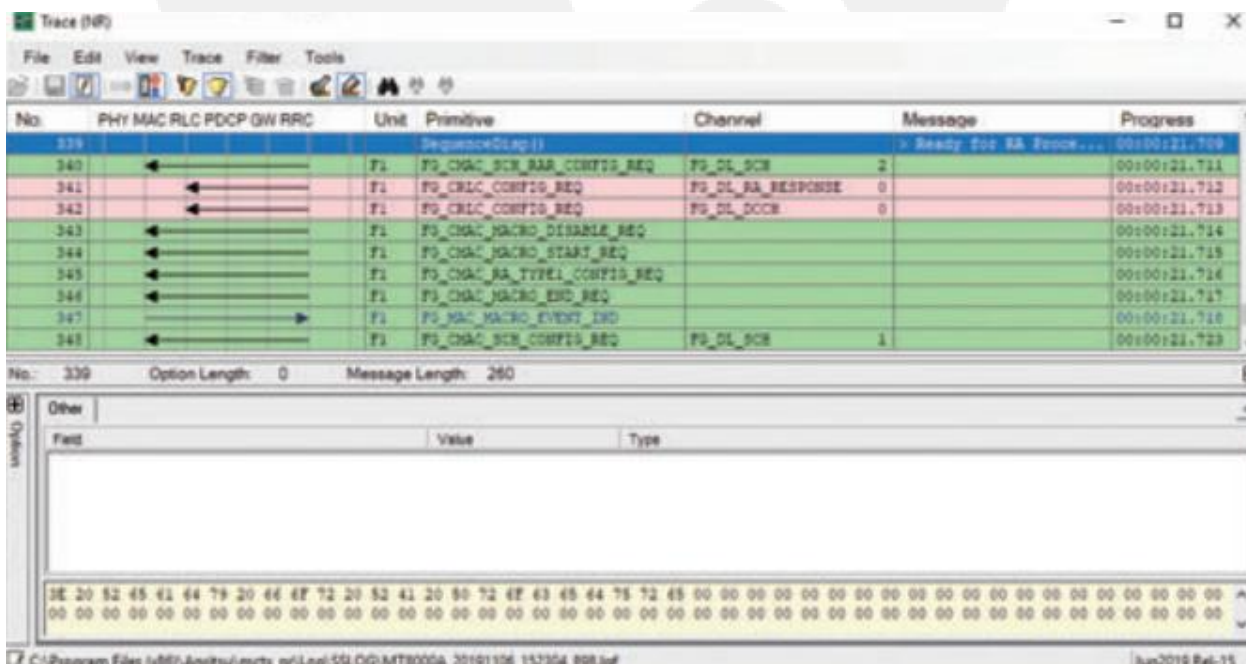 Trace (NR)
File Edit View Trace Filter Tools
No. PHY MAC RLC PDCP GW RRC Unit Primitive Channel Message Progress
339 SequenceDisp() > Ready for RA Proce... 00:00:21.709
340 F1 FG_CMAC_SCH_RAR_CONFIG_REQ FG_DL_SCH 2 00:00:21.711
341 F1 FG_CRLC_CONFIG_REQ FG_DL_RA_RESPONSE 0 00:00:21.712
342 F1 FG_CRLC_CONFIG_REQ FG_DL_DCCH 0 00:00:21.713
343 F1 FG_CMAC_MACRO_DISABLE_REQ 00:00:21.714
344 F1 FG_CMAC_MACRO_START_REQ 00:00:21.715
345 F1 FG_CMAC_RA_TYPE1_CONFIG_REQ 00:00:21.716
346 F1 FG_CMAC_MACRO_END_REQ 00:00:21.717
347 F1 FG_MAC_MACRO_EVENT_IND 00:00:21.718
348 F1 FG_CMAC_SCH_CONFIG_REQ FG_DL_SCH 1 00:00:21.723
No.: 339 Option Length: 0 Message Length: 260
Option
Other
Field Value Type
3E 20 52 65 61 64 79 20 66 6F 72 20 52 41 20 50 72 6F 63 65 64 75 72 65 00 00 00 00 00 00 00 00 00 00 00 00 00 00 00 00 00 00 00 00
00 00 00 00 00 00 00 00 00 00 00 00 00 00 00 00 00 00 00 00 00 00 00 00 00 00 00 00 00 00 00 00 00 00 00 00 00 00 00 00 00 00 00 00
Jun2019 Rel-15